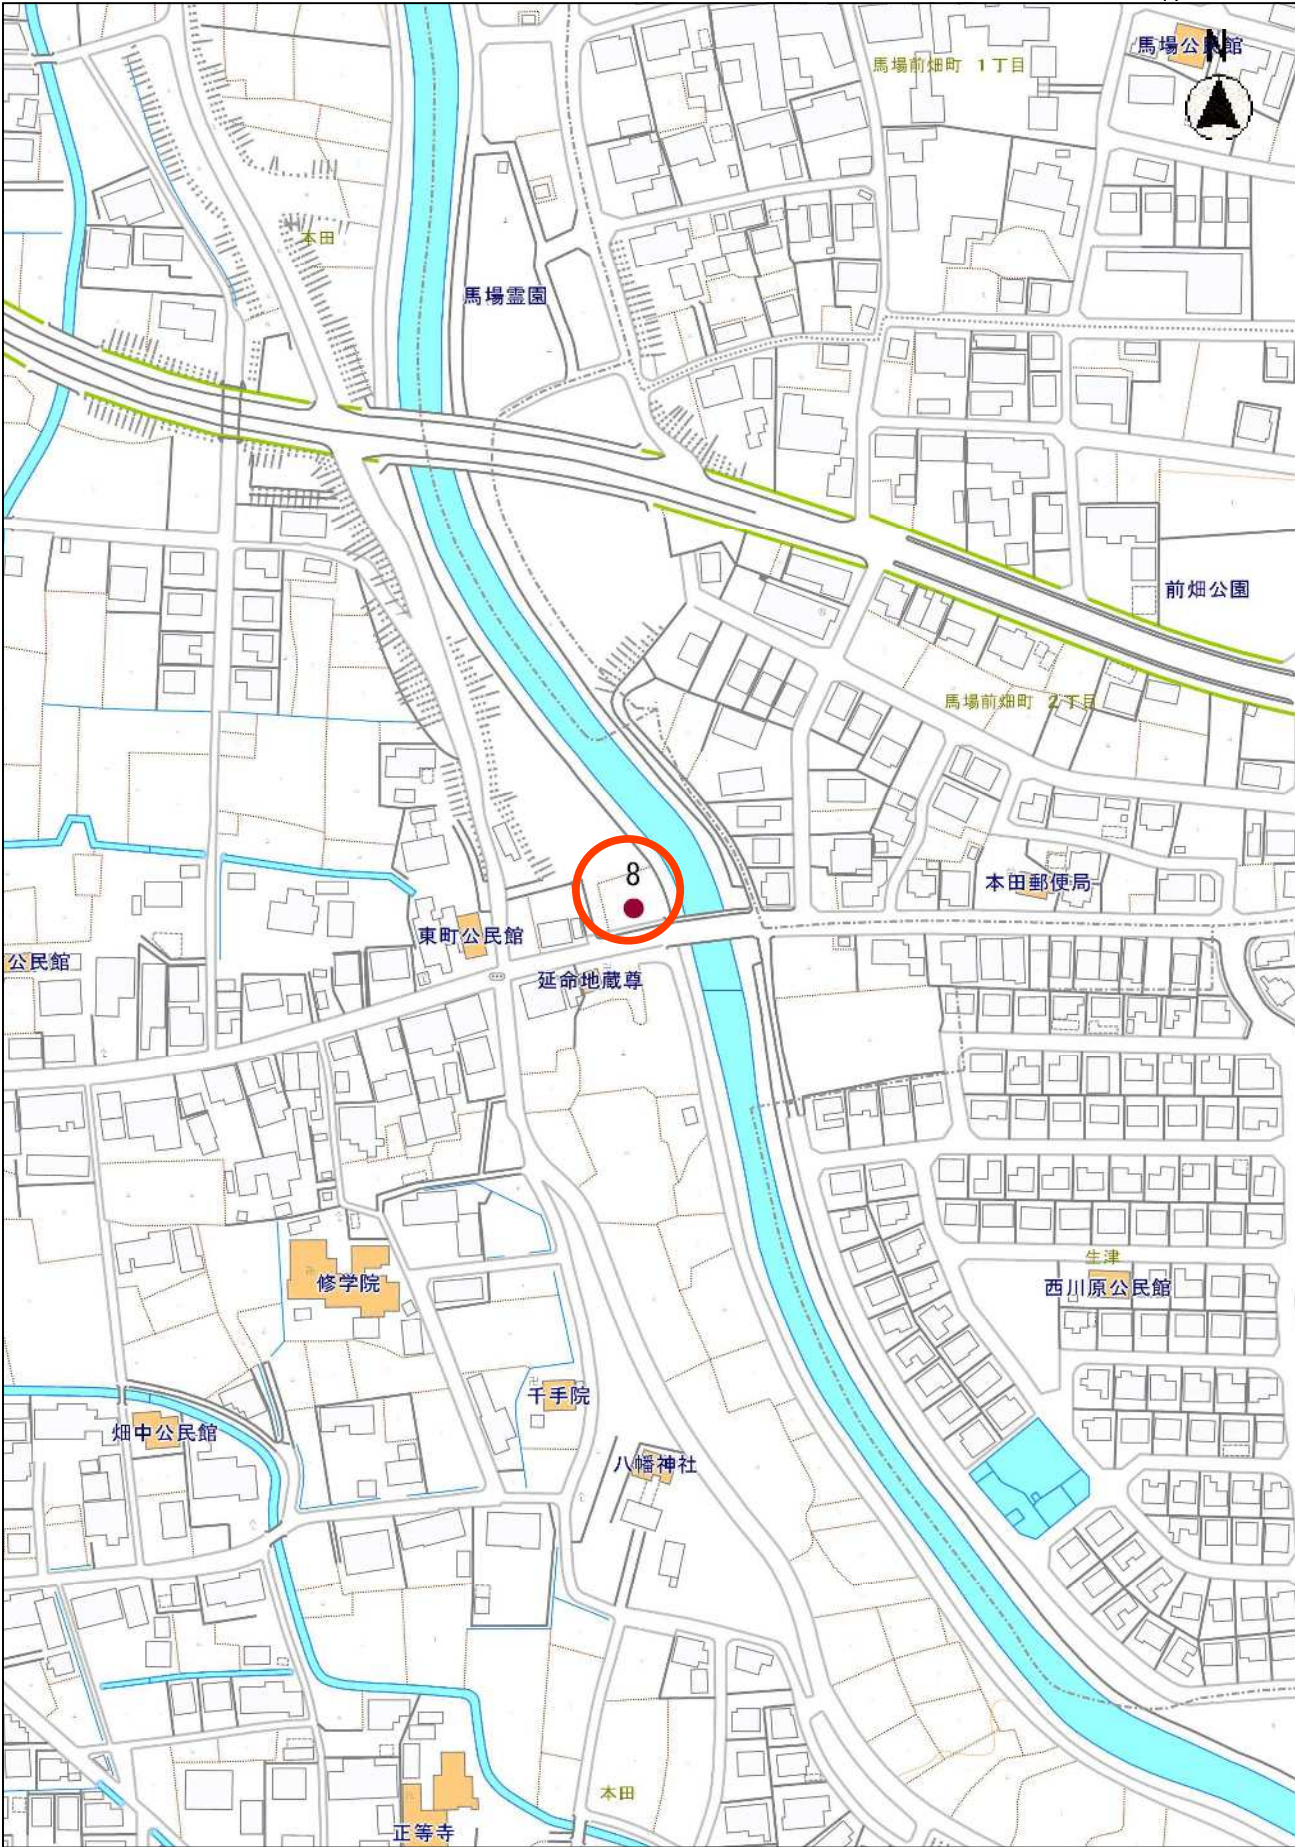 馬場公民館
N
馬場前畑町 1丁目
本田
馬場霊園
前畑公園
馬場前畑町 2丁目
8
本田郵便局
東町公民館
公民館
延命地蔵尊
生津
修学院
西川原公民館
千手院
畑中公民館
八幡神社
本田
正等寺